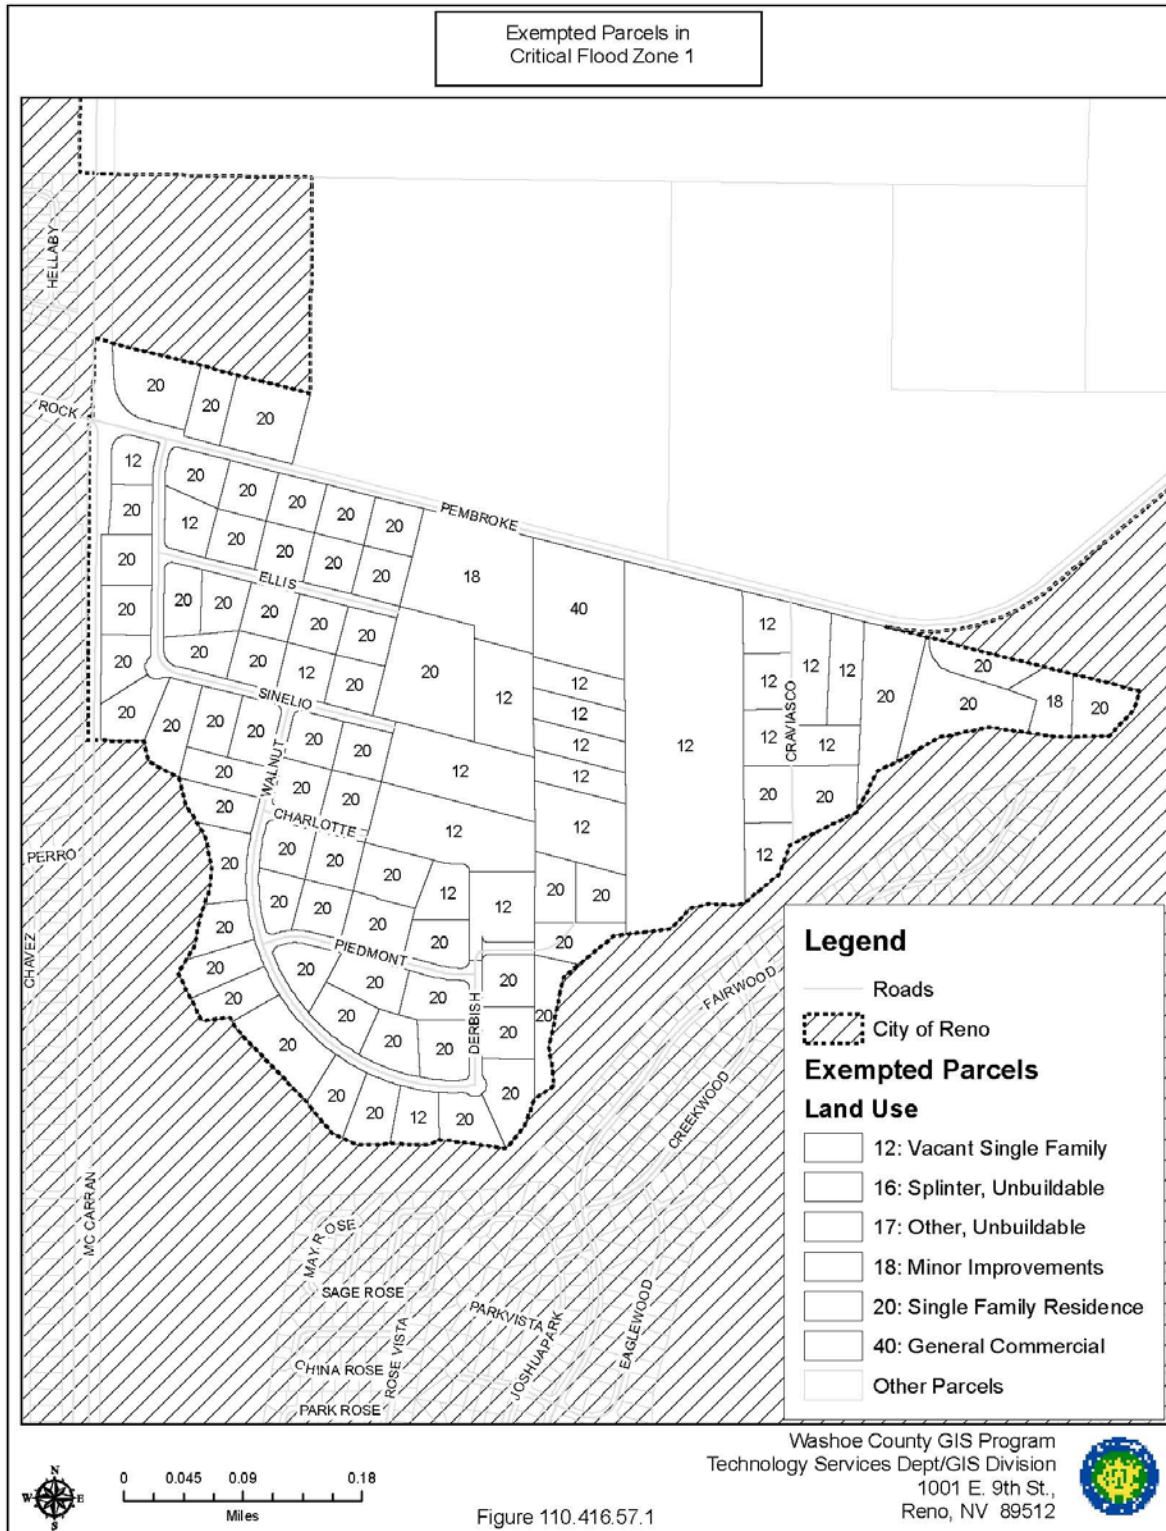 Exempted Parcels in
Critical Flood Zone 1
HELLABY
20
20
20
ROCK
12
20
20
20
20
20
20
PEMBROKE
20
12
20
20
20
20
18
20
ELLIS
40
20
20
20
20
20
20
12
20
20
20
12
20
20
12
12
20
20
12
12
20
12
20
18
20
SINELIO
12
CRAVIASCO
20
20
20
20
20
20
12
12
12
WALNUT
20
12
12
12
20
20
20
12
20
20
20
CHARLOTTE
12
12
PERRO
20
20
20
20
12
12
20
20
20
20
12
CHAVEZ
20
20
20
20
20
PIEDMONT
20
20
20
20
20
20
20
DERBISH
20
20
20
20
20
20
20
20
20
12
20
FAIRWOOD
CREEKWOOD
MC CARRAN
MAY ROSE
SAGE ROSE
PARKVISTA
EAGLEWOOD
ROSE VISTA
JOSHUAPARK
CHINA ROSE
PARK ROSE
Legend
Roads
City of Reno
Exempted Parcels
Land Use
12: Vacant Single Family
16: Splinter, Unbuildable
17: Other, Unbuildable
18: Minor Improvements
20: Single Family Residence
40: General Commercial
Other Parcels
N
W E
S
0 0.045 0.09 0.18
Miles
Figure 110.416.57.1
Washoe County GIS Program
Technology Services Dept/GIS Division
1001 E. 9th St.,
Reno, NV 89512